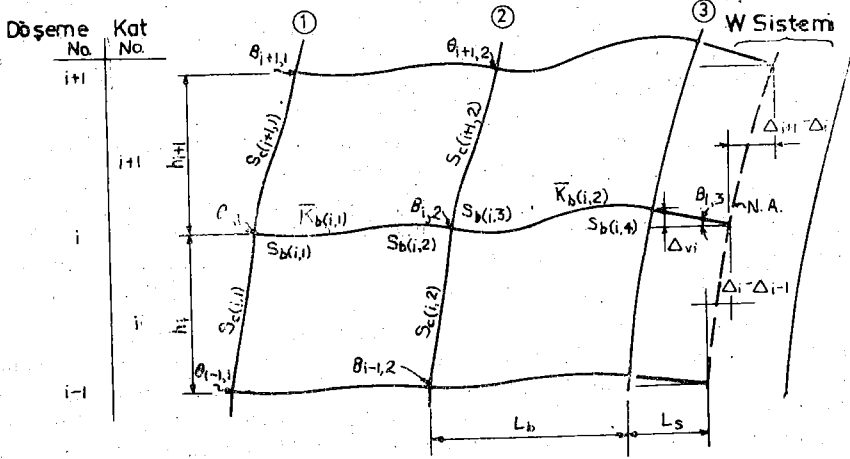 ① ② ③
Döşeme Kat W Sistemi
No. No.
θi+1,1 θi+1,2
i+1
Sc(i+1,1) Sc(i+1,2)
Δi+1-Δi
hi+1
i+1
K̅b(i,1) θi,2 Sb(i,3) K̅b(i,2) θi,3 N.A.
i
Sb(i,1) Sb(i,2) Sb(i,4) Δvi
Sc(i,1) Sc(i,2)
Δi-Δi-1
hi
i
θi-1,1 θi-1,2
i-1
Lb Ls